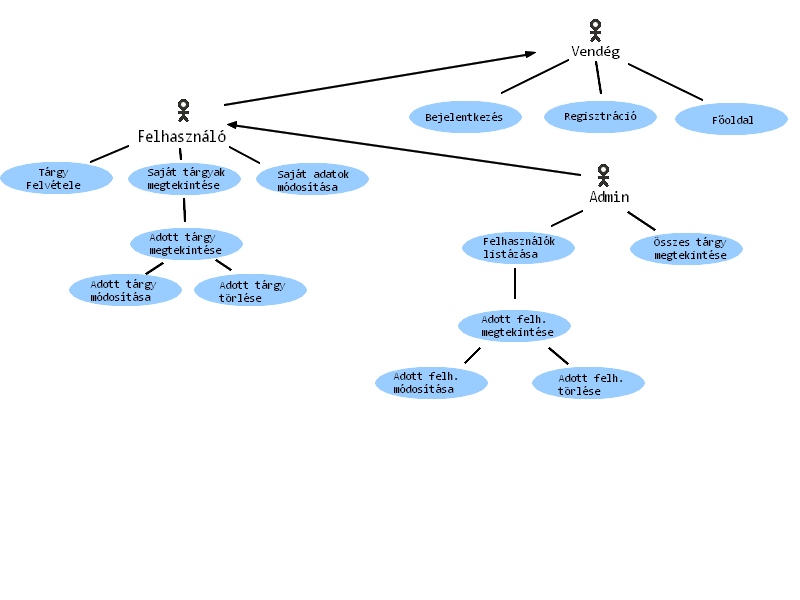 Vendég
Bejelentkezés
Regisztráció
Főoldal
Felhasználó
Tárgy
Felvétele
Saját tárgyak
megtekintése
Saját adatok
módosítása
Adott tárgy
megtekintése
Adott tárgy
módosítása
Adott tárgy
törlése
Admin
Felhasználók
listázása
Összes tárgy
megtekintése
Adott felh.
megtekintése
Adott felh.
módosítása
Adott felh.
törlése